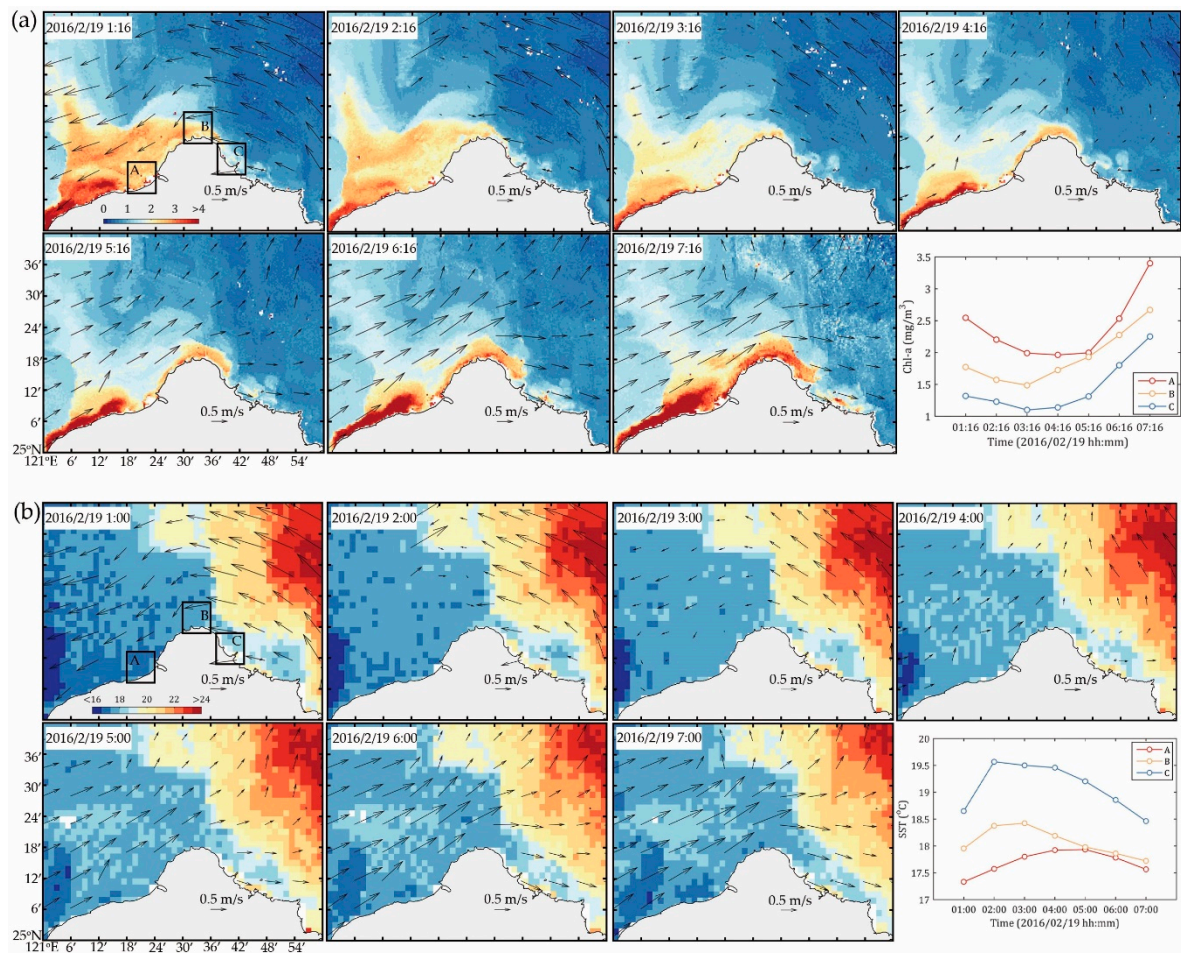 (a)
2016/2/19 1:16
2016/2/19 2:16
2016/2/19 3:16
2016/2/19 4:16
B
C
A
0.5 m/s
0.5 m/s
0.5 m/s
0.5 m/s
0 1 2 3 >4
2016/2/19 5:16
2016/2/19 6:16
2016/2/19 7:16
36′
30′
24′
18′
12′
6′
25°N
0.5 m/s
0.5 m/s
0.5 m/s
121°E 6′ 12′ 18′ 24′ 30′ 36′ 42′ 48′ 54′
Chl-a (mg/m³)
3.5
3
2.5
2
1.5
1
A
B
C
01:16 02:16 03:16 04:16 05:16 06:16 07:16
Time (2016/02/19 hh:mm)
(b)
2016/2/19 1:00
2016/2/19 2:00
2016/2/19 3:00
2016/2/19 4:00
B
C
A
0.5 m/s
0.5 m/s
0.5 m/s
0.5 m/s
<16 18 20 22 >24
2016/2/19 5:00
2016/2/19 6:00
2016/2/19 7:00
36′
30′
24′
18′
12′
6′
25°N
0.5 m/s
0.5 m/s
0.5 m/s
121°E 6′ 12′ 18′ 24′ 30′ 36′ 42′ 48′ 54′
SST (°C)
20
19.5
19
18.5
18
17.5
17
A
B
C
01:00 02:00 03:00 04:00 05:00 06:00 07:00
Time (2016/02/19 hh:mm)